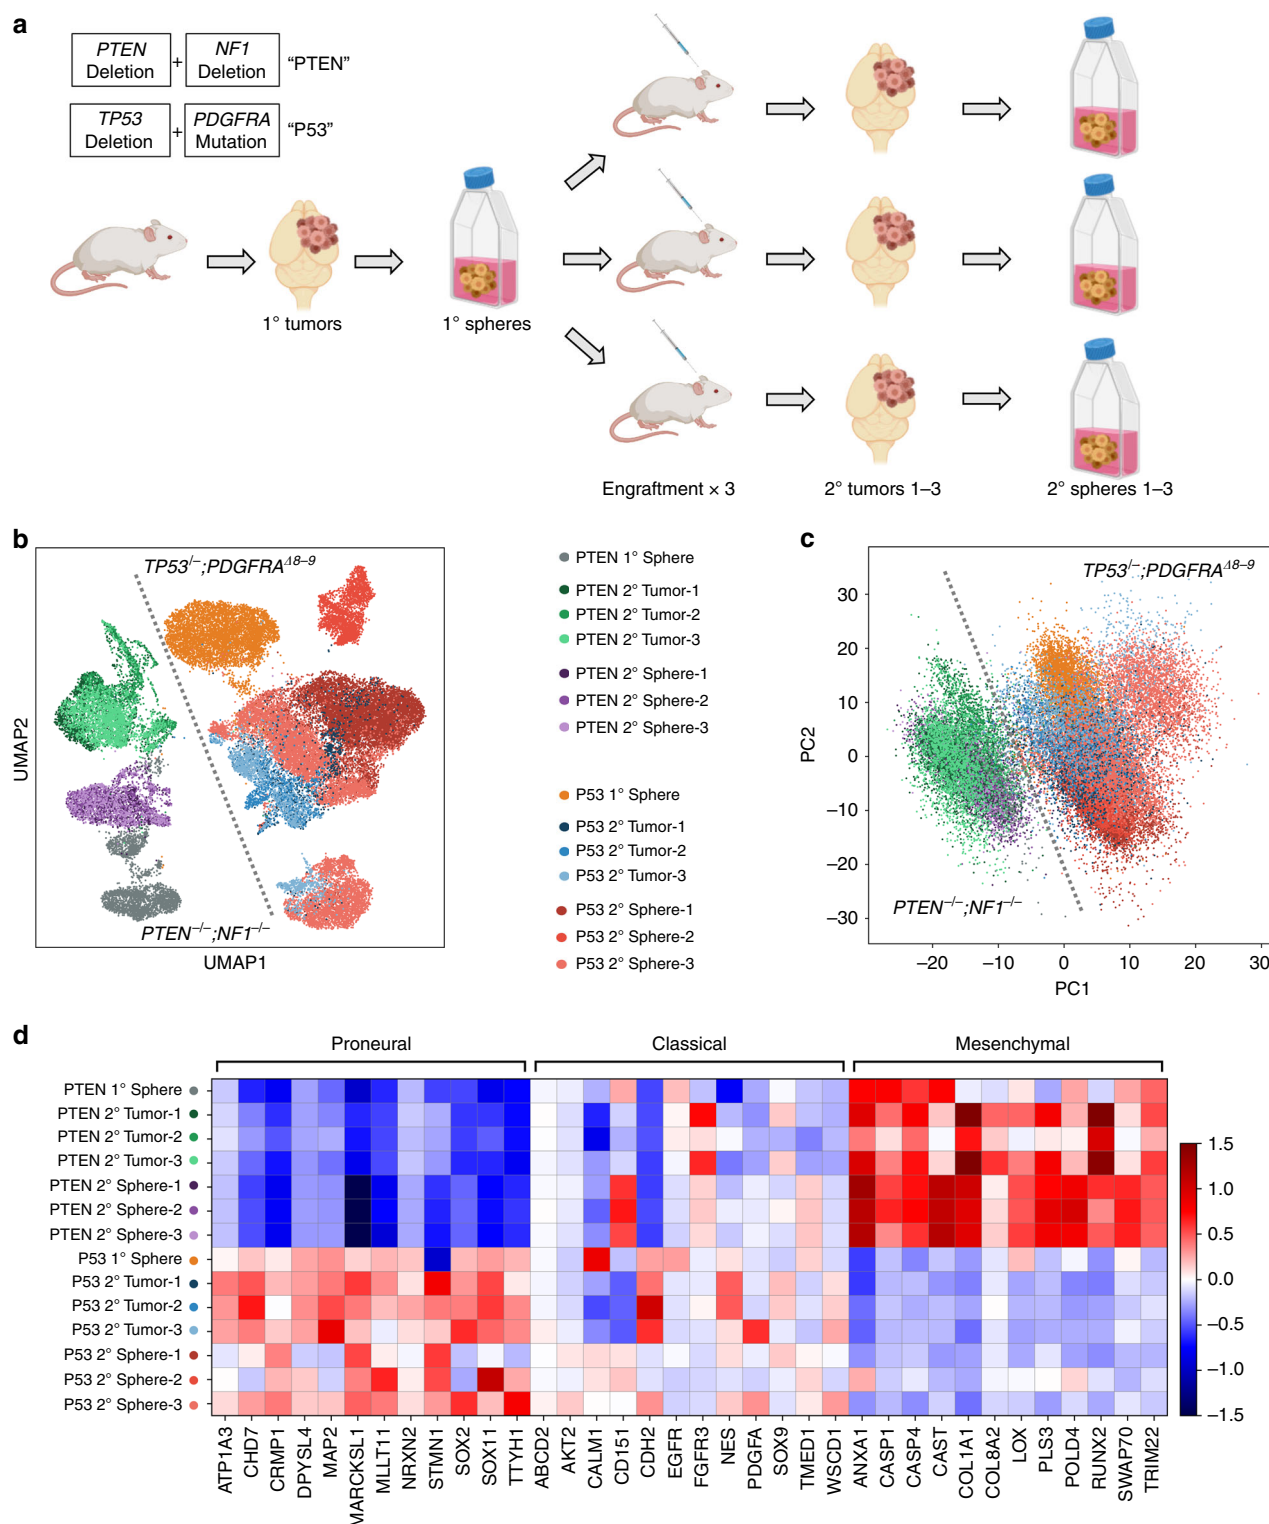 a
PTEN
Deletion
+
NF1
Deletion
"PTEN"
TP53
Deletion
+
PDGFRA
Mutation
"P53"
1° tumors
1° spheres
Engraftment × 3
2° tumors 1–3
2° spheres 1–3
b
TP53/–;PDGFRAΔ8–9
PTEN–/–;NF1–/–
UMAP2
UMAP1
PTEN 1° Sphere
PTEN 2° Tumor-1
PTEN 2° Tumor-2
PTEN 2° Tumor-3
PTEN 2° Sphere-1
PTEN 2° Sphere-2
PTEN 2° Sphere-3
P53 1° Sphere
P53 2° Tumor-1
P53 2° Tumor-2
P53 2° Tumor-3
P53 2° Sphere-1
P53 2° Sphere-2
P53 2° Sphere-3
c
TP53/–;PDGFRAΔ8–9
PTEN–/–;NF1–/–
30
20
10
0
–10
–20
–30
PC2
–20
–10
0
10
20
30
PC1
d
Proneural
Classical
Mesenchymal
PTEN 1° Sphere
PTEN 2° Tumor-1
PTEN 2° Tumor-2
PTEN 2° Tumor-3
PTEN 2° Sphere-1
PTEN 2° Sphere-2
PTEN 2° Sphere-3
P53 1° Sphere
P53 2° Tumor-1
P53 2° Tumor-2
P53 2° Tumor-3
P53 2° Sphere-1
P53 2° Sphere-2
P53 2° Sphere-3
1.5
1.0
0.5
0.0
–0.5
–1.0
–1.5
ATP1A3
CHD7
CRMP1
DPYSL4
MAP2
MARCKSL1
MLLT11
NRXN2
STMN1
SOX2
SOX11
TTYH1
ABCD2
AKT2
CALM1
CD151
CDH2
EGFR
FGFR3
NES
PDGFA
SOX9
TMED1
WSCD1
ANXA1
CASP1
CASP4
CAST
COL1A1
COL8A2
LOX
PLS3
POLD4
RUNX2
SWAP70
TRIM22